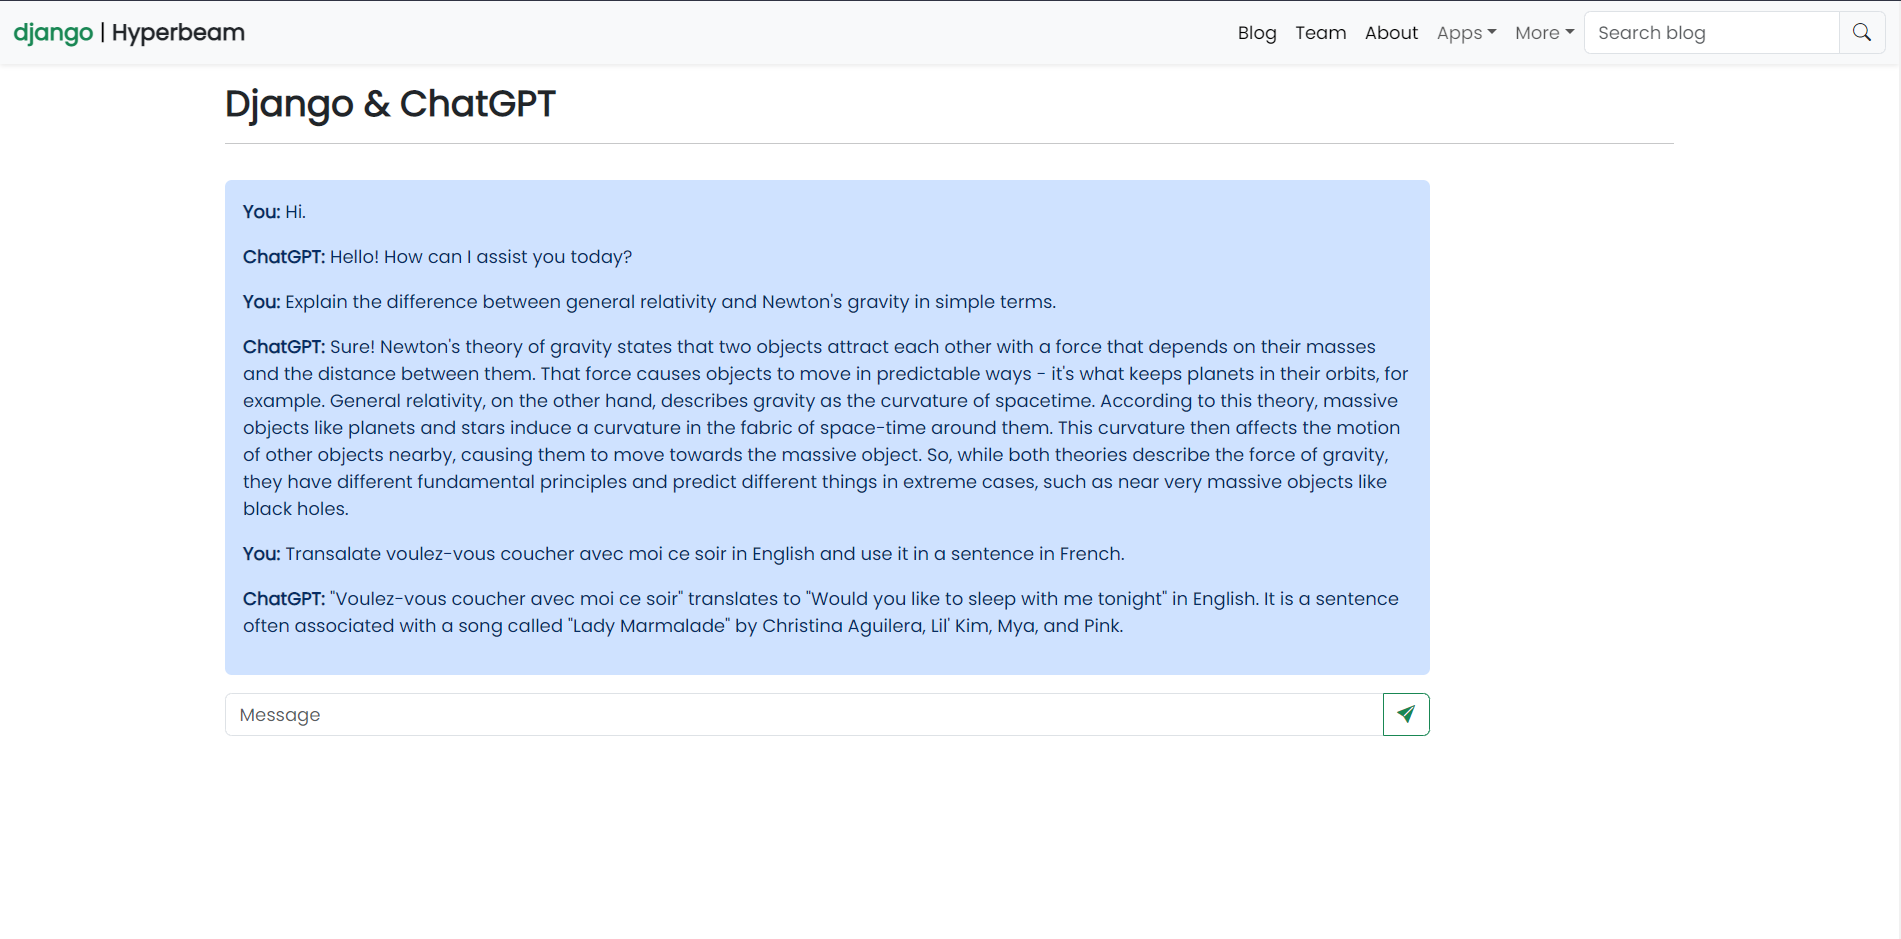 django | Hyperbeam
Blog Team About Apps More Search blog
Django & ChatGPT
You: Hi.
ChatGPT: Hello! How can I assist you today?
You: Explain the difference between general relativity and Newton's gravity in simple terms.
ChatGPT: Sure! Newton's theory of gravity states that two objects attract each other with a force that depends on their masses
and the distance between them. That force causes objects to move in predictable ways - it's what keeps planets in their orbits, for
example. General relativity, on the other hand, describes gravity as the curvature of spacetime. According to this theory, massive
objects like planets and stars induce a curvature in the fabric of space-time around them. This curvature then affects the motion
of other objects nearby, causing them to move towards the massive object. So, while both theories describe the force of gravity,
they have different fundamental principles and predict different things in extreme cases, such as near very massive objects like
black holes.
You: Transalate voulez-vous coucher avec moi ce soir in English and use it in a sentence in French.
ChatGPT: "Voulez-vous coucher avec moi ce soir" translates to "Would you like to sleep with me tonight" in English. It is a sentence
often associated with a song called "Lady Marmalade" by Christina Aguilera, Lil' Kim, Mya, and Pink.
Message